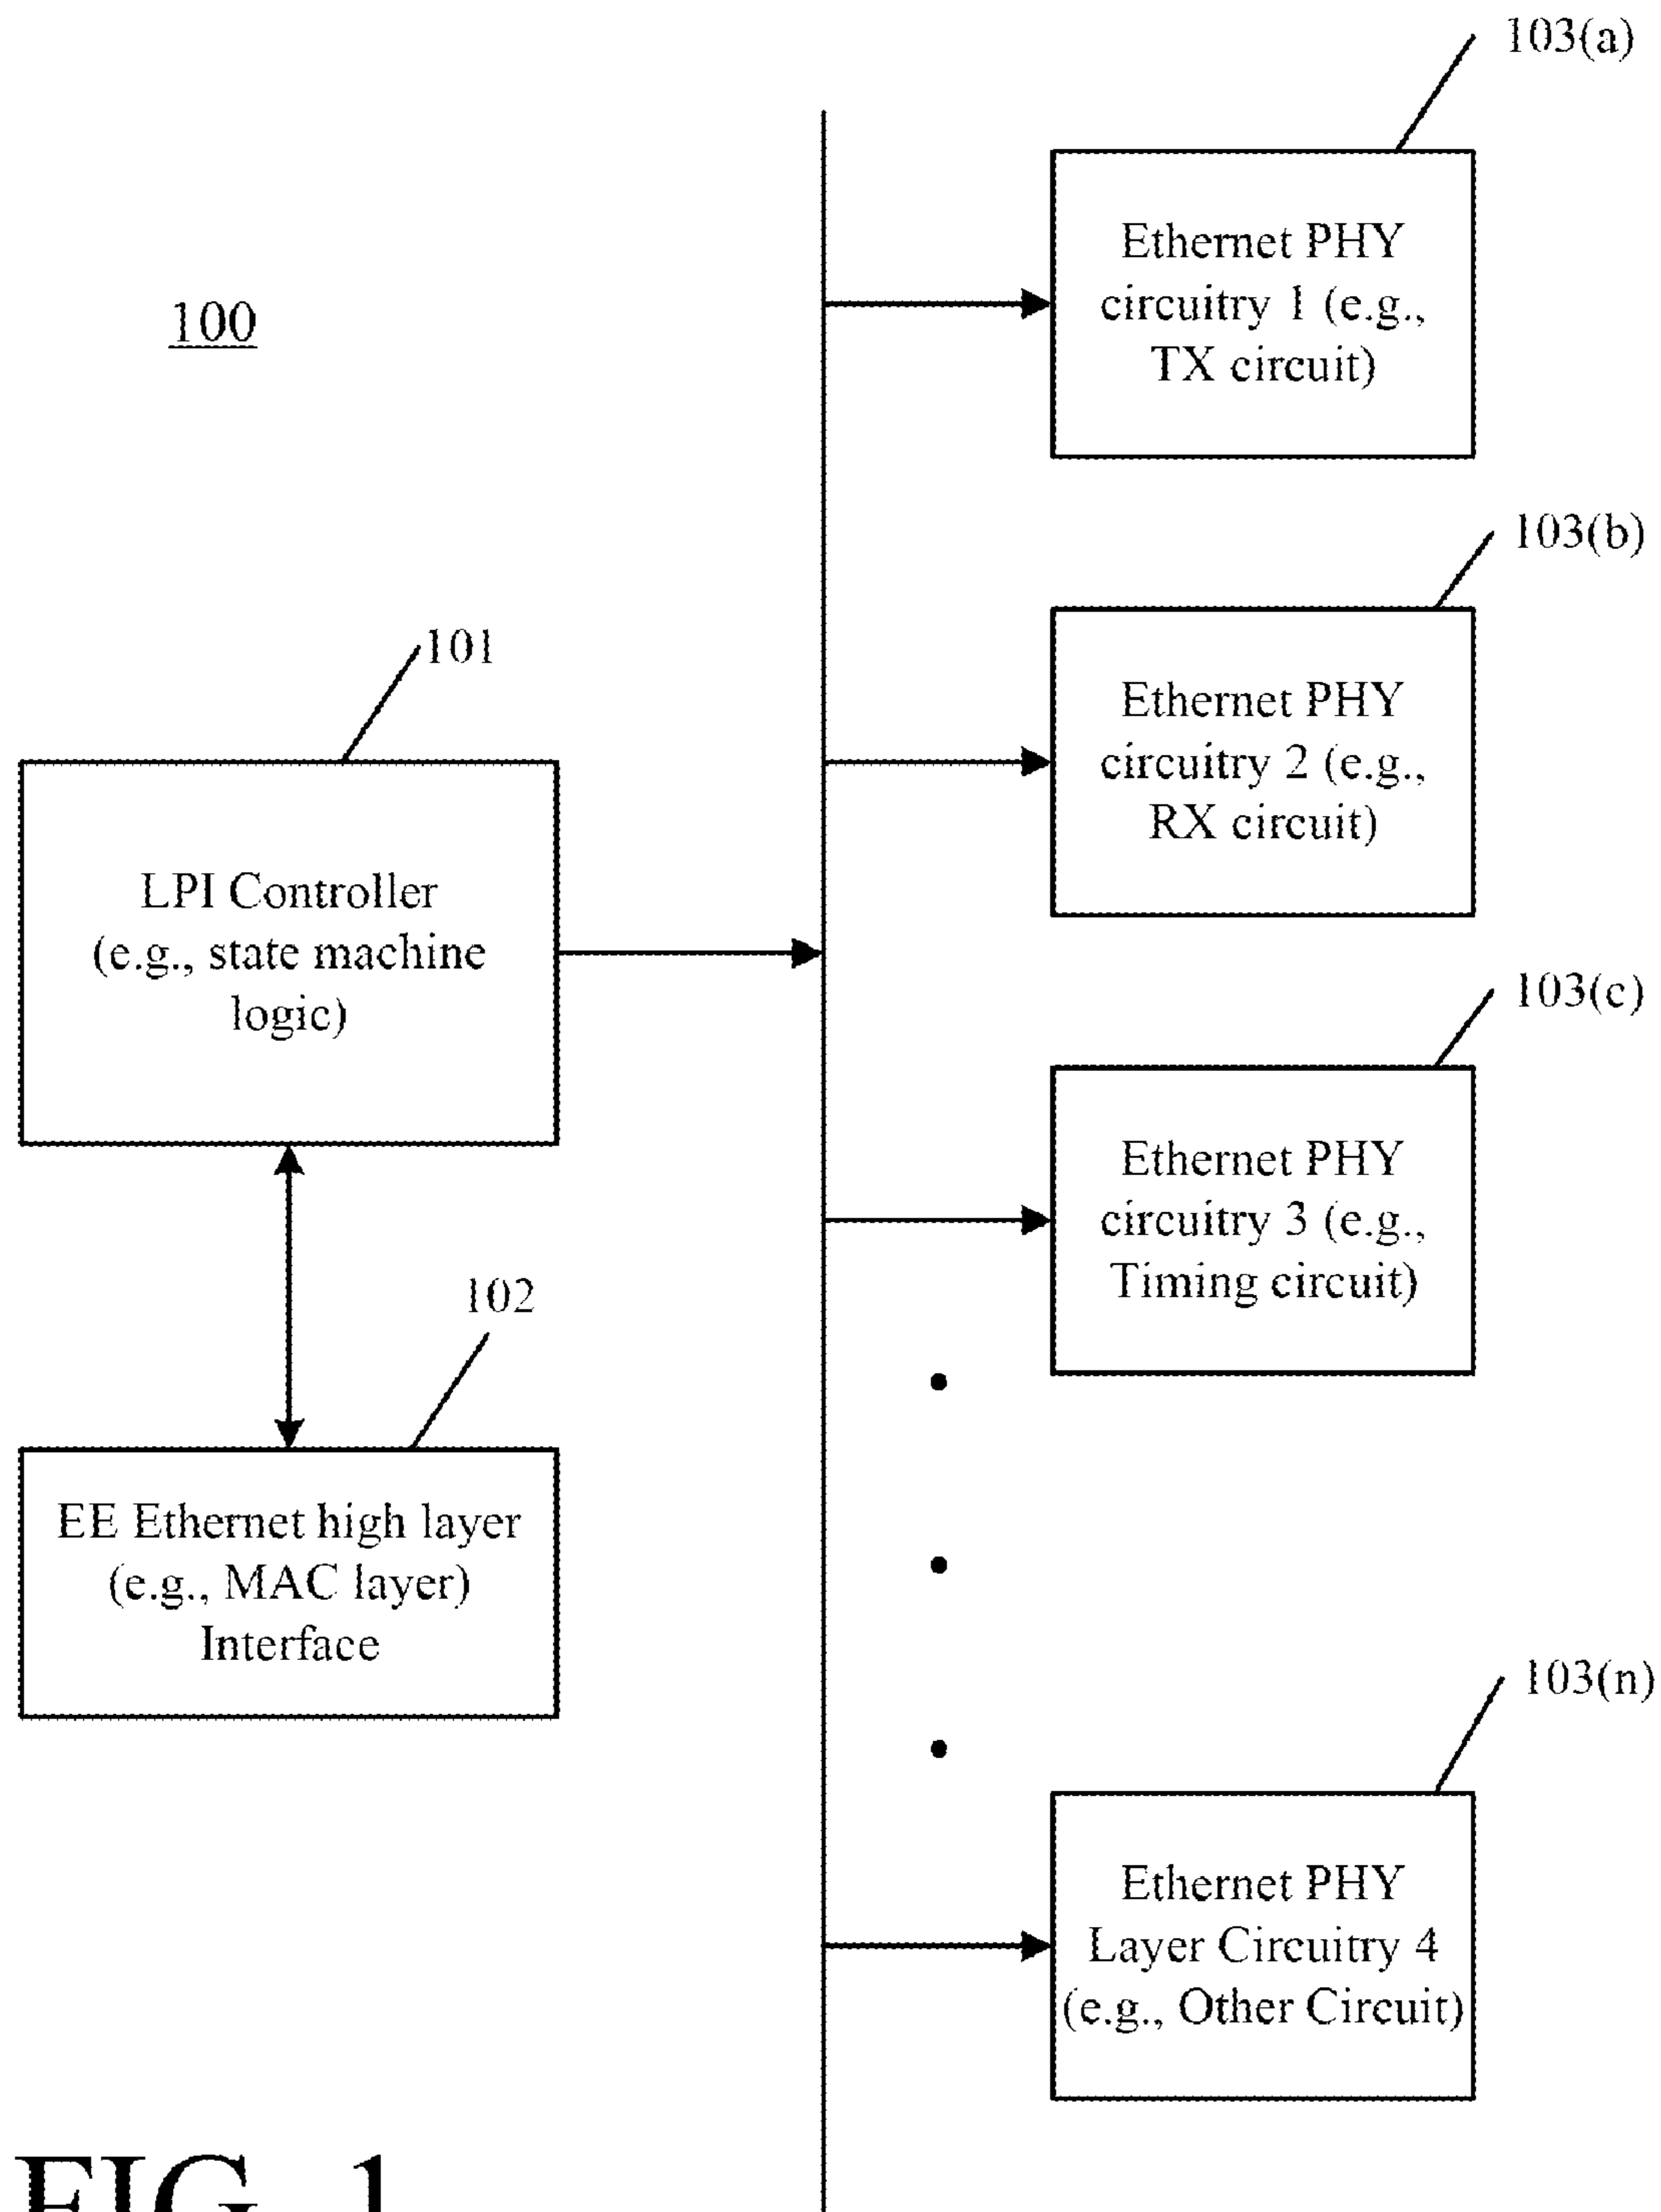 103(a)
Ethernet PHY
circuitry 1 (e.g.,
TX circuit)
100
103(b)
Ethernet PHY
circuitry 2 (e.g.,
RX circuit)
101
LPI Controller
(e.g., state machine
logic)
103(c)
Ethernet PHY
circuitry 3 (e.g.,
Timing circuit)
102
EE Ethernet high layer
(e.g., MAC layer)
Interface
103(n)
Ethernet PHY
Layer Circuitry 4
(e.g., Other Circuit)
FIG. 1